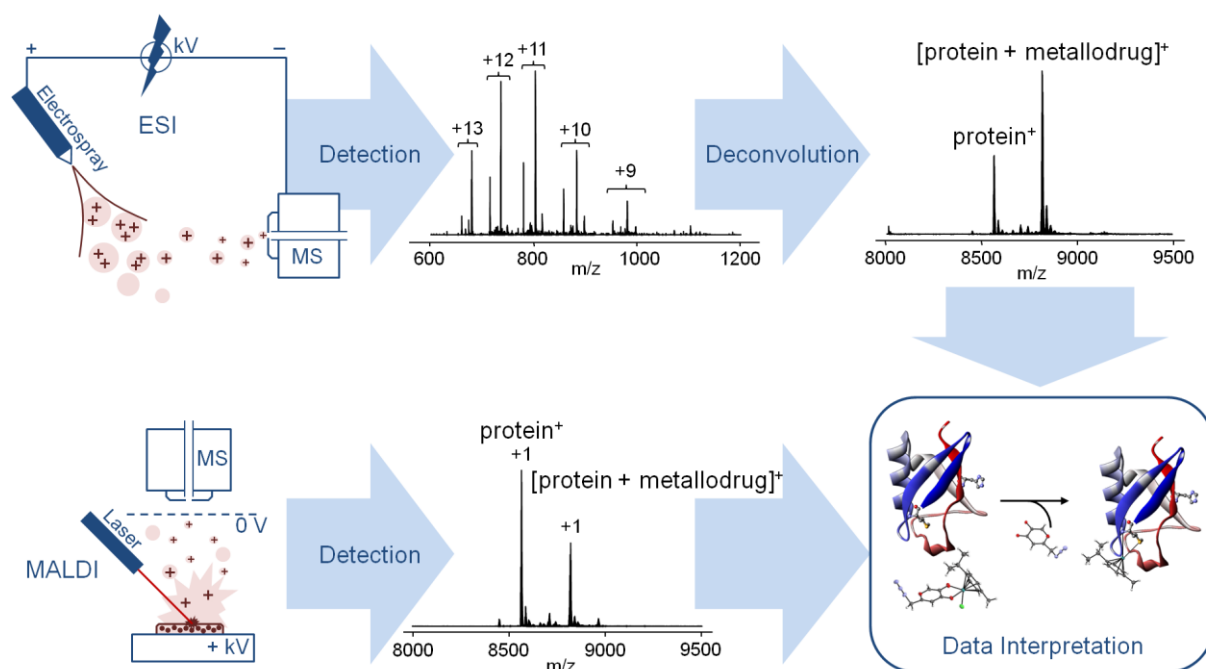 +
kV
−
Electrospray
ESI
MS
Detection
+13
+12
+11
+10
+9
600
800
1000
1200
m/z
Deconvolution
[protein + metallodrug]⁺
protein⁺
8000
8500
9000
9500
m/z
MS
0 V
Laser
MALDI
+ kV
Detection
protein⁺
+1
[protein + metallodrug]⁺
+1
8000
8500
9000
9500
m/z
Data Interpretation